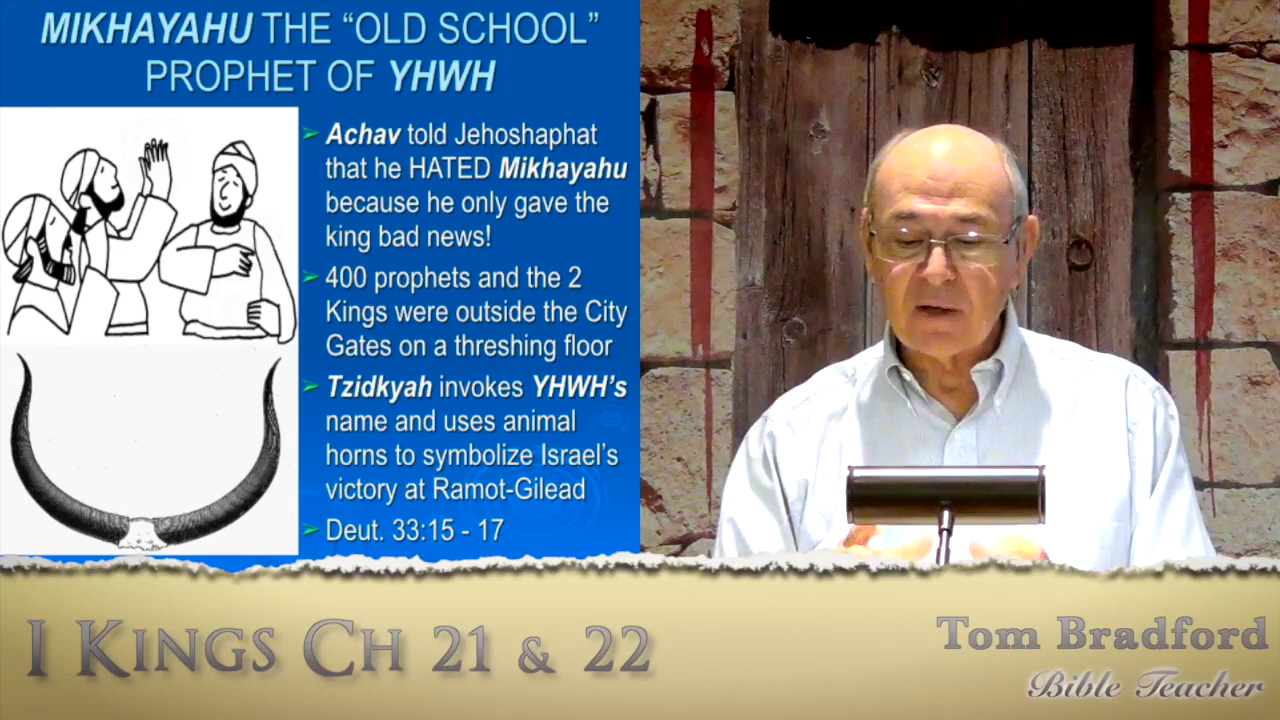 MIKHAYAHU THE “OLD SCHOOL”
PROPHET OF YHWH
Achav told Jehoshaphat
that he HATED Mikhayahu
because he only gave the
king bad news!
400 prophets and the 2
Kings were outside the City
Gates on a threshing floor
Tzidkyah invokes YHWH’s
name and uses animal
horns to symbolize Israel’s
victory at Ramot-Gilead
Deut. 33:15 - 17
I Kings Ch 21 & 22
Tom Bradford
Bible Teacher